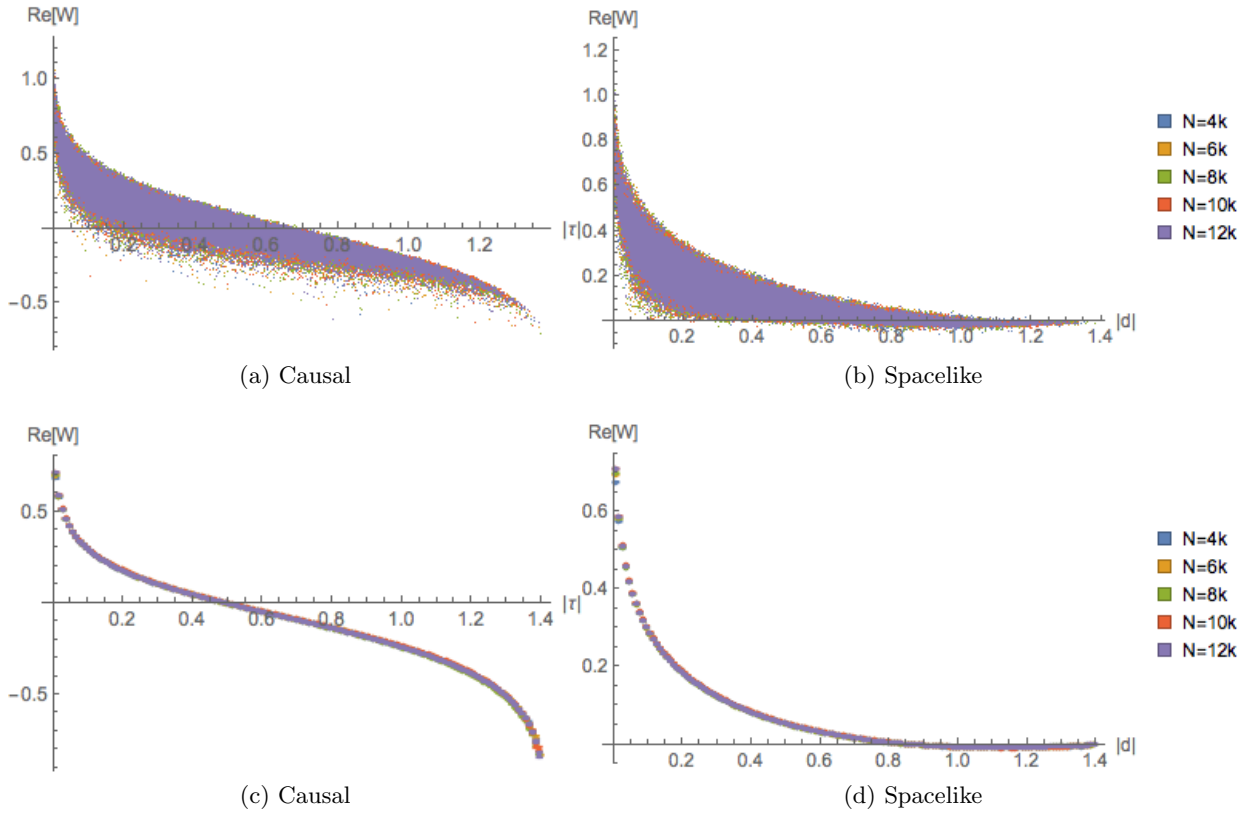 Re[W]
1.0
0.5
-0.5
0.2 0.4 0.6 0.8 1.0 1.2
|τ|
(a) Causal
Re[W]
1.2
1.0
0.8
0.6
0.4
0.2
0.2 0.4 0.6 0.8 1.0 1.2 1.4
|d|
(b) Spacelike
N=4k
N=6k
N=8k
N=10k
N=12k
Re[W]
0.5
-0.5
0.2 0.4 0.6 0.8 1.0 1.2 1.4
|τ|
(c) Causal
Re[W]
0.6
0.4
0.2
0.2 0.4 0.6 0.8 1.0 1.2 1.4
|d|
(d) Spacelike
N=4k
N=6k
N=8k
N=10k
N=12k